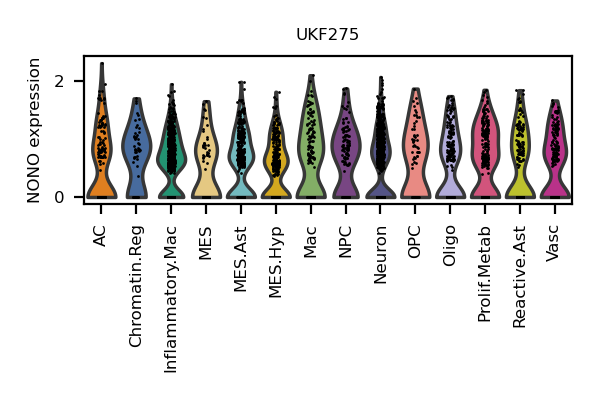 UKF275
NONO expression
2
0
AC
Chromatin.Reg
Inflammatory.Mac
MES
MES.Ast
MES.Hyp
Mac
NPC
Neuron
OPC
Oligo
Prolif.Metab
Reactive.Ast
Vasc